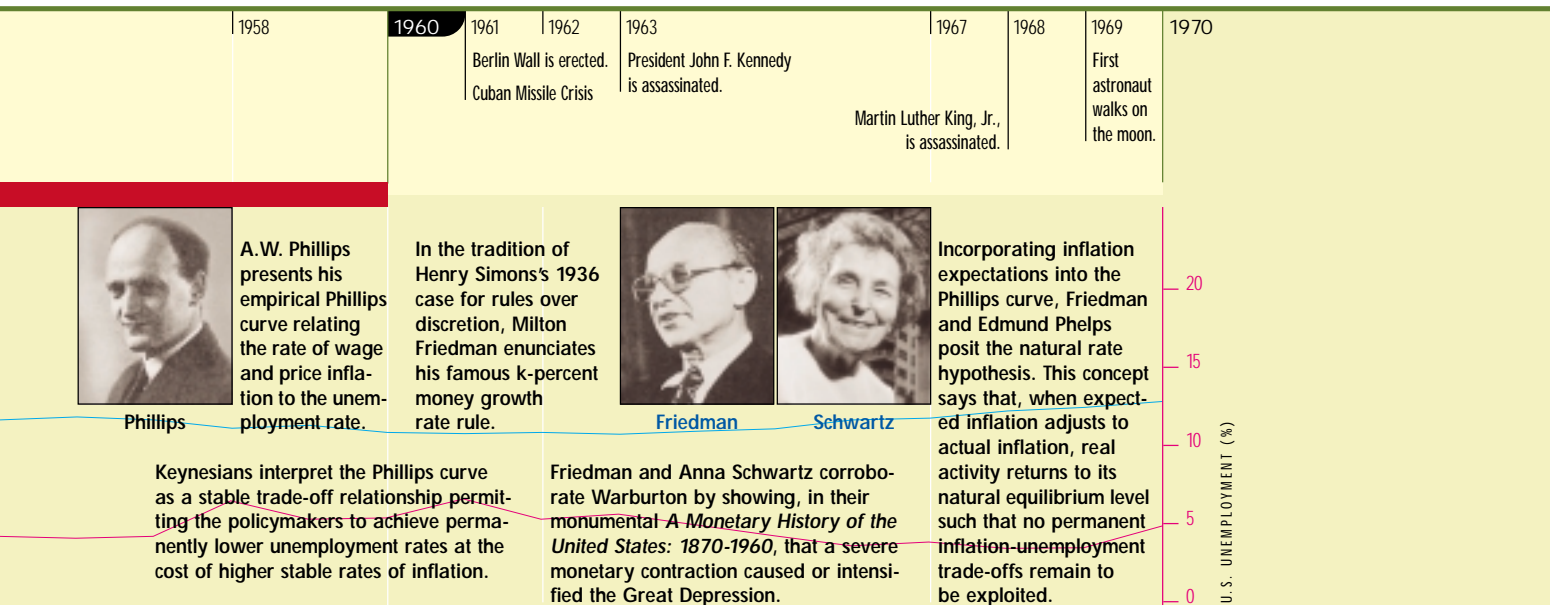 1958
1960
1961
1962
1963
1967
1968
1969
1970
Berlin Wall is erected.
Cuban Missile Crisis
President John F. Kennedy
is assassinated.
Martin Luther King, Jr.,
is assassinated.
First
astronaut
walks on
the moon.
Phillips
A.W. Phillips
presents his
empirical Phillips
curve relating
the rate of wage
and price infla-
tion to the unem-
ployment rate.
In the tradition of
Henry Simons's 1936
case for rules over
discretion, Milton
Friedman enunciates
his famous k-percent
money growth
rate rule.
Friedman
Schwartz
Incorporating inflation
expectations into the
Phillips curve, Friedman
and Edmund Phelps
posit the natural rate
hypothesis. This concept
says that, when expect-
ed inflation adjusts to
actual inflation, real
activity returns to its
natural equilibrium level
such that no permanent
inflation-unemployment
trade-offs remain to
be exploited.
Keynesians interpret the Phillips curve
as a stable trade-off relationship permit-
ting the policymakers to achieve perma-
nently lower unemployment rates at the
cost of higher stable rates of inflation.
Friedman and Anna Schwartz corrobo-
rate Warburton by showing, in their
monumental A Monetary History of the
United States: 1870-1960, that a severe
monetary contraction caused or intensi-
fied the Great Depression.
20
15
10
5
0
U.S. UNEMPLOYMENT (%)